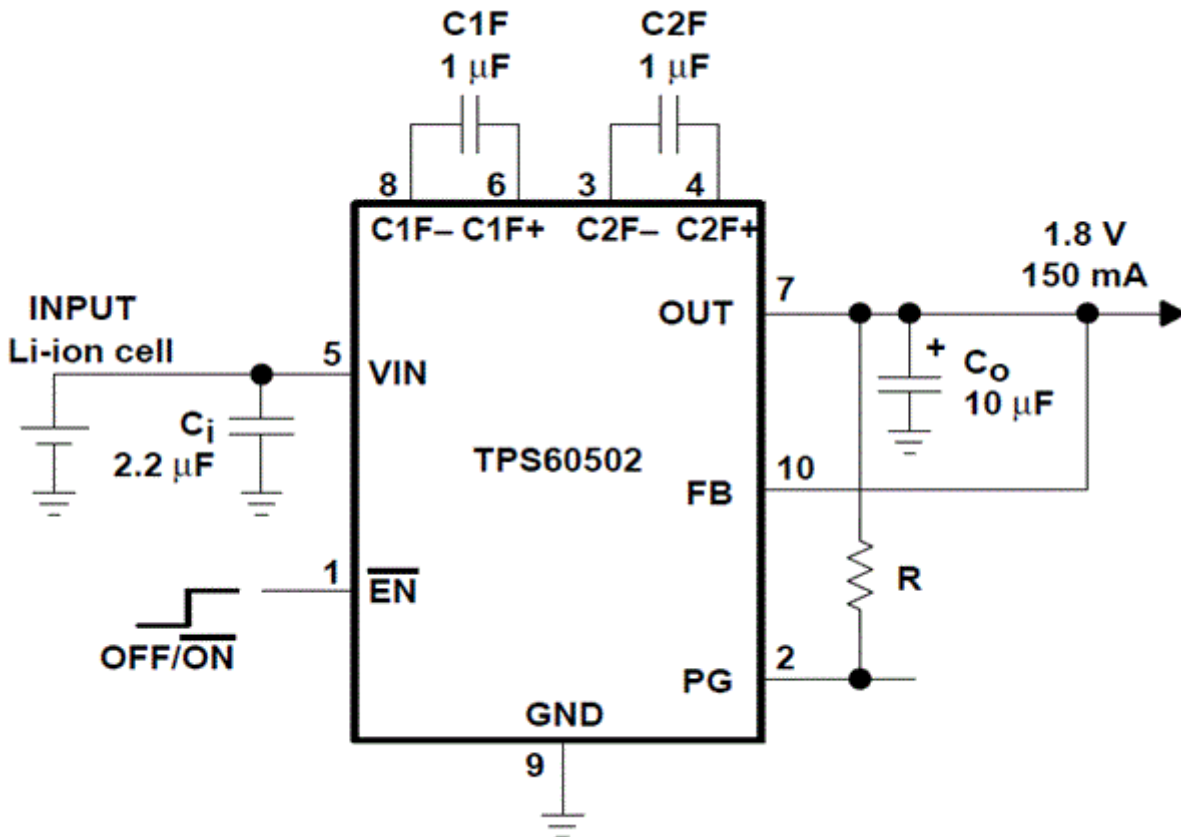 C1F
1 μF
C2F
1 μF
8
6
3
4
C1F– C1F+
C2F– C2F+
1.8 V
150 mA
INPUT
Li-ion cell
5
VIN
OUT
7
+
Co
10 μF
Ci
2.2 μF
TPS60502
10
FB
1
EN
R
OFF/ON
PG
2
GND
9